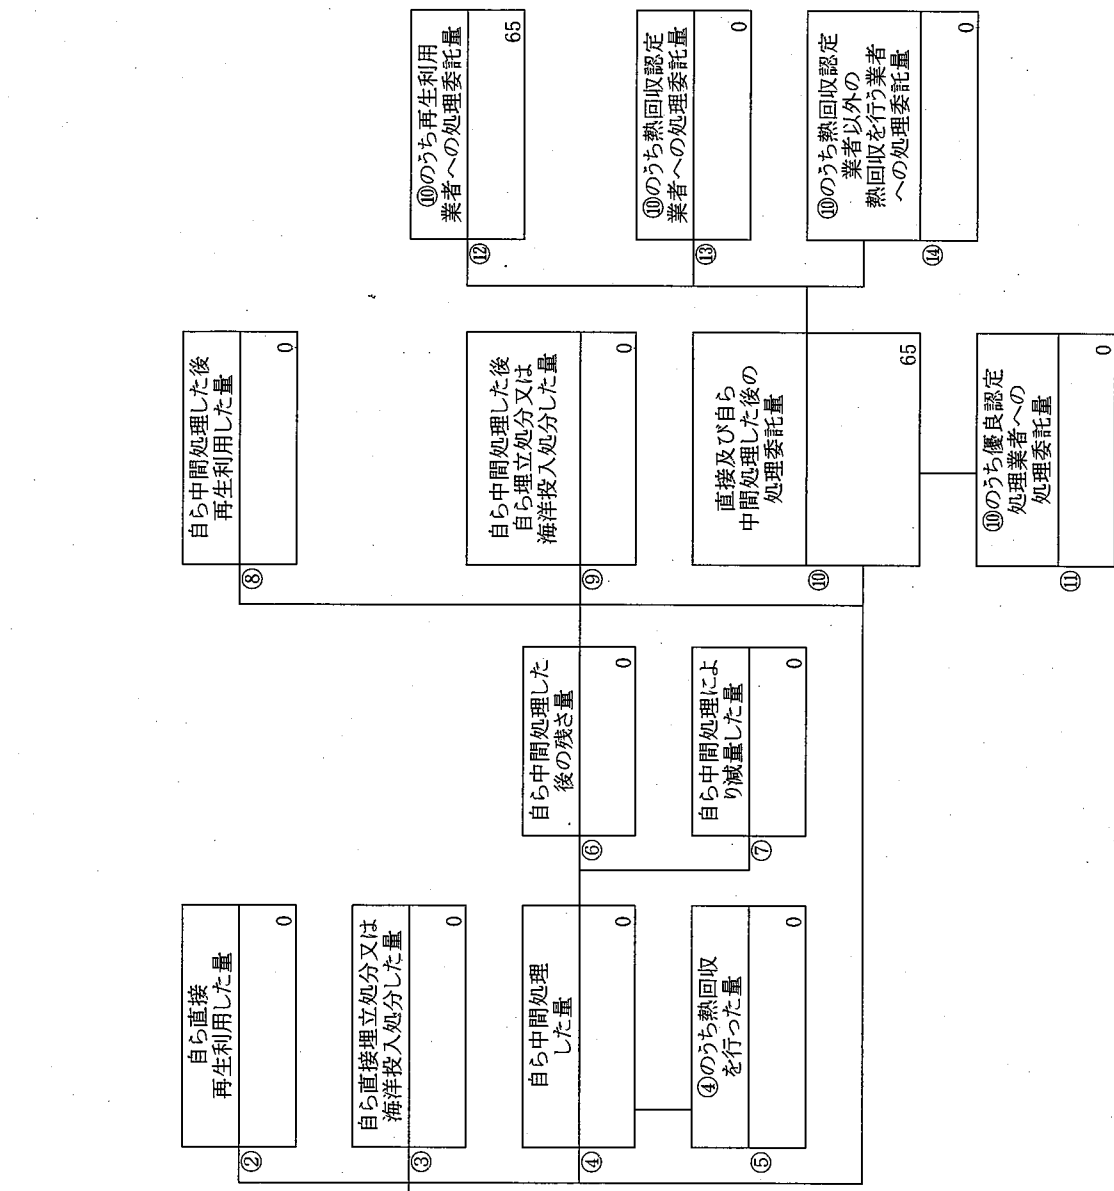 ②
自ら直接
再生利用した量
0
③
自ら直接埋立処分又は
海洋投入処分した量
0
④
自ら中間処理
した量
0
⑤
④のうち熱回収
を行った量
0
⑥
自ら中間処理した
後の残さ量
0
⑦
自ら中間処理によ
り減量した量
0
⑧
自ら中間処理した後
再生利用した量
0
⑨
自ら中間処理した後
自ら埋立処分又は
海洋投入処分した量
0
⑩
直接及び自ら
中間処理した後の
処理委託量
65
⑪
⑩のうち優良認定
処理業者への
処理委託量
0
⑫
⑩のうち再生利用
業者への処理委託量
65
⑬
⑩のうち熱回収認定
業者への処理委託量
0
⑭
⑩のうち熱回収認定
業者以外の
熱回収を行う業者
への処理委託量
0